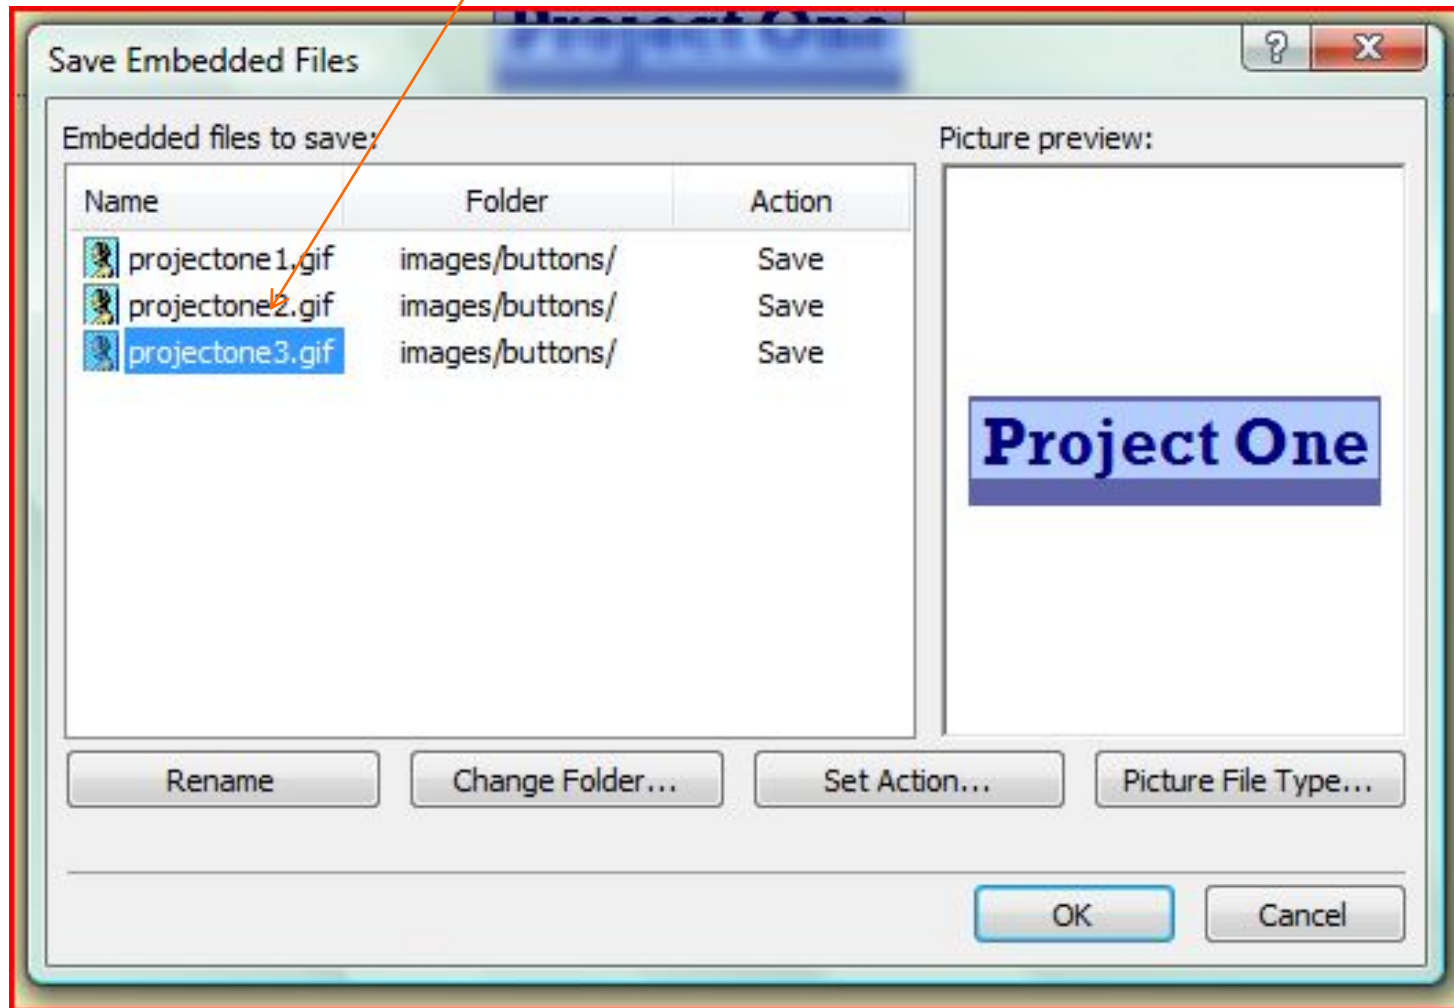 Project One
Save Embedded Files
Embedded files to save:
Picture preview:
Name Folder Action
projectone1.gif images/buttons/ Save
projectone2.gif images/buttons/ Save
projectone3.gif images/buttons/ Save
Project One
Rename Change Folder... Set Action... Picture File Type...
OK Cancel